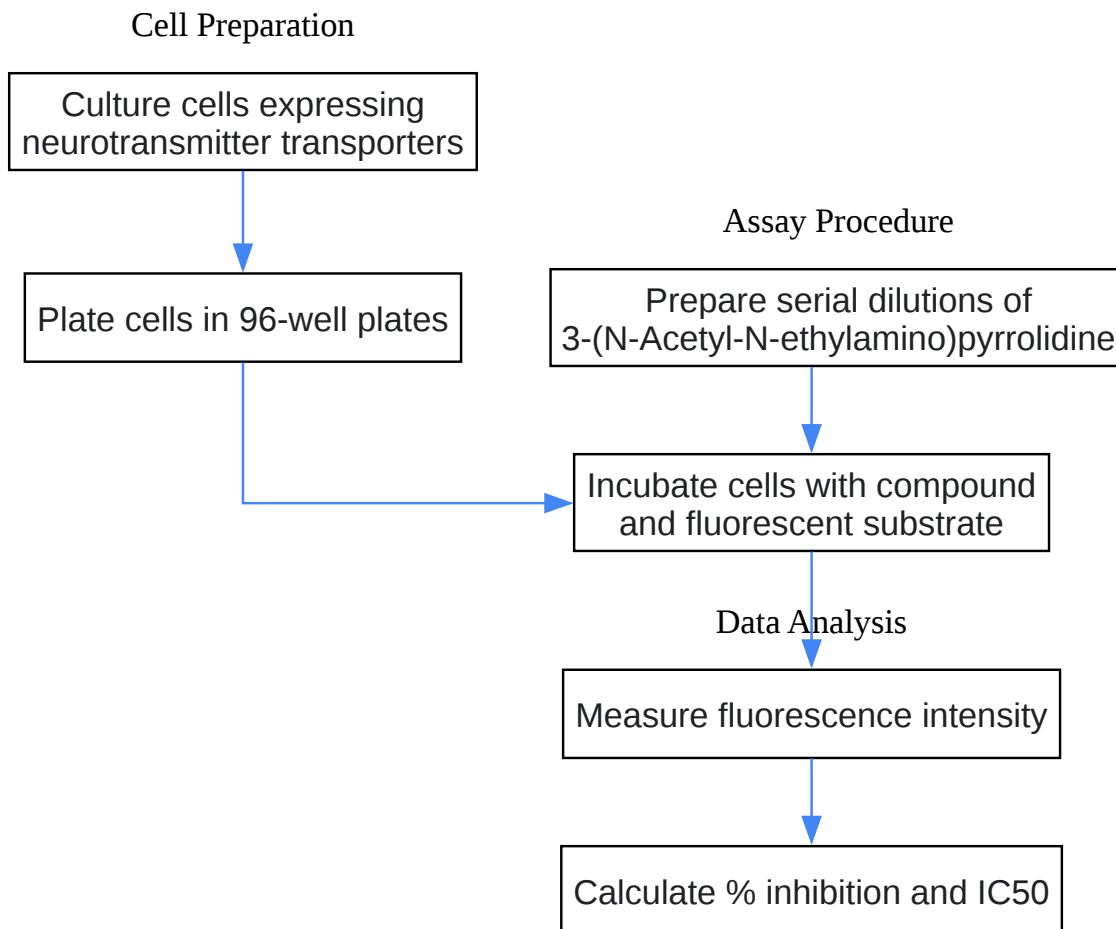 Cell Preparation
Culture cells expressing
neurotransmitter transporters
Plate cells in 96-well plates
Assay Procedure
Prepare serial dilutions of
3-(N-Acetyl-N-ethylamino)pyrrolidine
Incubate cells with compound
and fluorescent substrate
Data Analysis
Measure fluorescence intensity
Calculate % inhibition and IC50